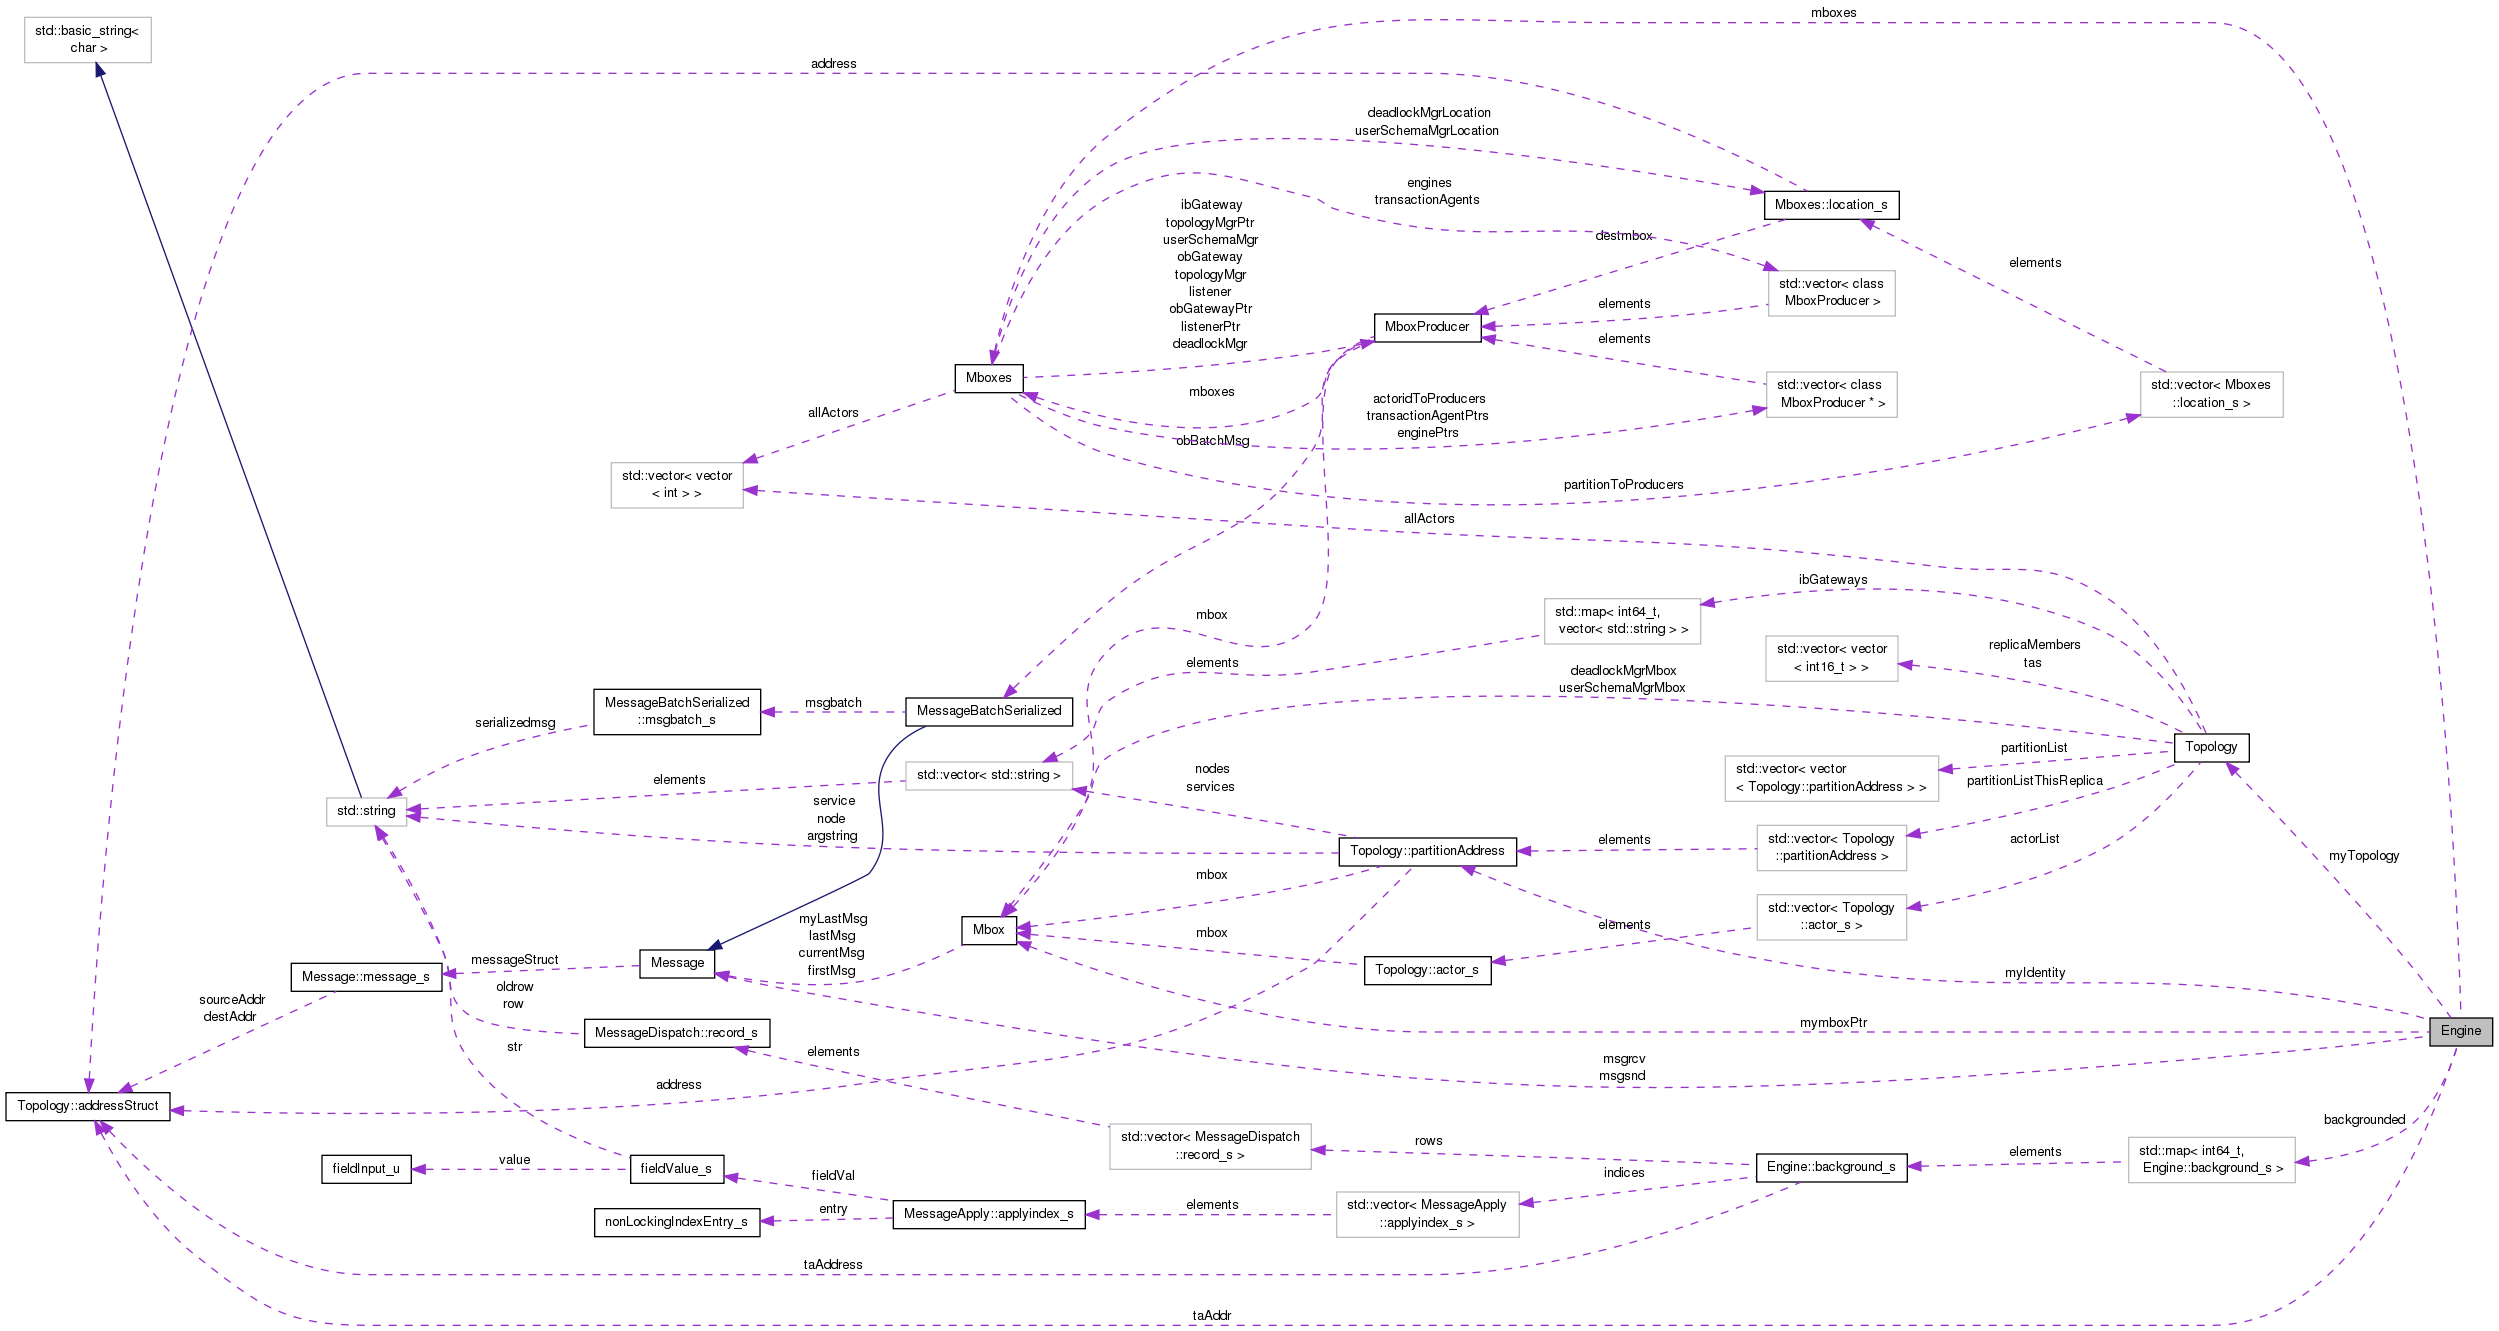 mboxes
std::basic_string<
char >
address
deadlockMgrLocation
userSchemaMgrLocation
engines
transactionAgents
Mboxes::location_s
ibGateway
topologyMgrPtr
userSchemaMgr
obGateway
topologyMgr
listener
obGatewayPtr
listenerPtr
deadlockMgr
destmbox
elements
std::vector< class
MboxProducer >
elements
MboxProducer
elements
Mboxes
mboxes
std::vector< class
MboxProducer * >
std::vector< Mboxes
::location_s >
allActors
actoridToProducers
transactionAgentPtrs
enginePtrs
obBatchMsg
std::vector< vector
< int > >
partitionToProducers
allActors
ibGateways
std::map< int64_t,
vector< std::string > >
mbox
std::vector< vector
< int16_t > >
replicaMembers
tas
elements
deadlockMgrMbox
userSchemaMgrMbox
MessageBatchSerialized
::msgbatch_s
msgbatch
MessageBatchSerialized
serializedmsg
Topology
partitionList
std::vector< vector
< Topology::partitionAddress > >
std::vector< std::string >
elements
nodes
services
partitionListThisReplica
std::string
service
node
argstring
Topology::partitionAddress
elements
std::vector< Topology
::partitionAddress >
actorList
myTopology
mbox
std::vector< Topology
::actor_s >
elements
Mbox
mbox
myLastMsg
lastMsg
currentMsg
firstMsg
Message
messageStruct
Message::message_s
Topology::actor_s
myIdentity
oldrow
row
sourceAddr
destAddr
MessageDispatch::record_s
mymboxPtr
Engine
str
elements
msgrcv
msgsnd
address
Topology::addressStruct
backgrounded
std::vector< MessageDispatch
::record_s >
rows
Engine::background_s
elements
std::map< int64_t,
Engine::background_s >
fieldInput_u
value
fieldValue_s
fieldVal
indices
nonLockingIndexEntry_s
entry
MessageApply::applyindex_s
elements
std::vector< MessageApply
::applyindex_s >
taAddress
taAddr